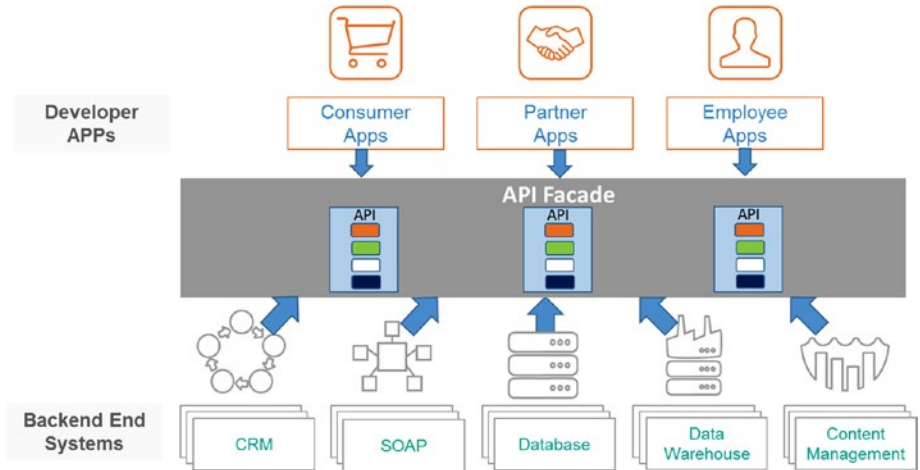 Developer
APPs
Consumer
Apps
Partner
Apps
Employee
Apps
API Facade
API
API
API
Backend End
Systems
CRM
SOAP
Database
Data
Warehouse
Content
Management